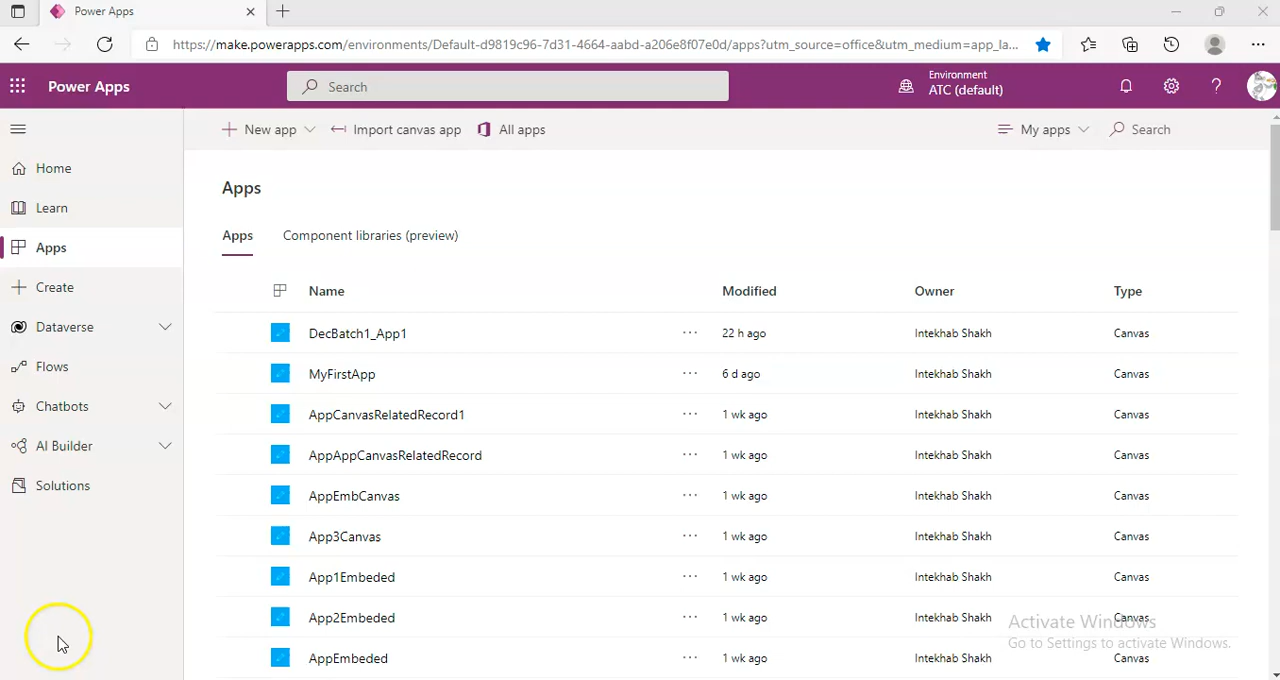 Power Apps
https://make.powerapps.com/environments/Default-d9819c96-7d31-4664-aabd-a206e8f07e0d/apps?utm_source=office&utm_medium=app_la...
Power Apps
Search
Environment
ATC (default)
New app
Import canvas app
All apps
My apps
Search
Home
Learn
Apps
Create
Dataverse
Flows
Chatbots
AI Builder
Solutions
Apps
Apps Component libraries (preview)
Name Modified Owner Type
DecBatch1_App1 ... 22 h ago Intekhab Shakh Canvas
MyFirstApp ... 6 d ago Intekhab Shakh Canvas
AppCanvasRelatedRecord1 ... 1 wk ago Intekhab Shakh Canvas
AppAppCanvasRelatedRecord ... 1 wk ago Intekhab Shakh Canvas
AppEmbCanvas ... 1 wk ago Intekhab Shakh Canvas
App3Canvas ... 1 wk ago Intekhab Shakh Canvas
App1Embeded ... 1 wk ago Intekhab Shakh Canvas
App2Embeded ... 1 wk ago Intekhab Shakh Canvas
AppEmbeded ... 1 wk ago Intekhab Shakh Canvas
Activate Windows
Go to Settings to activate Windows.